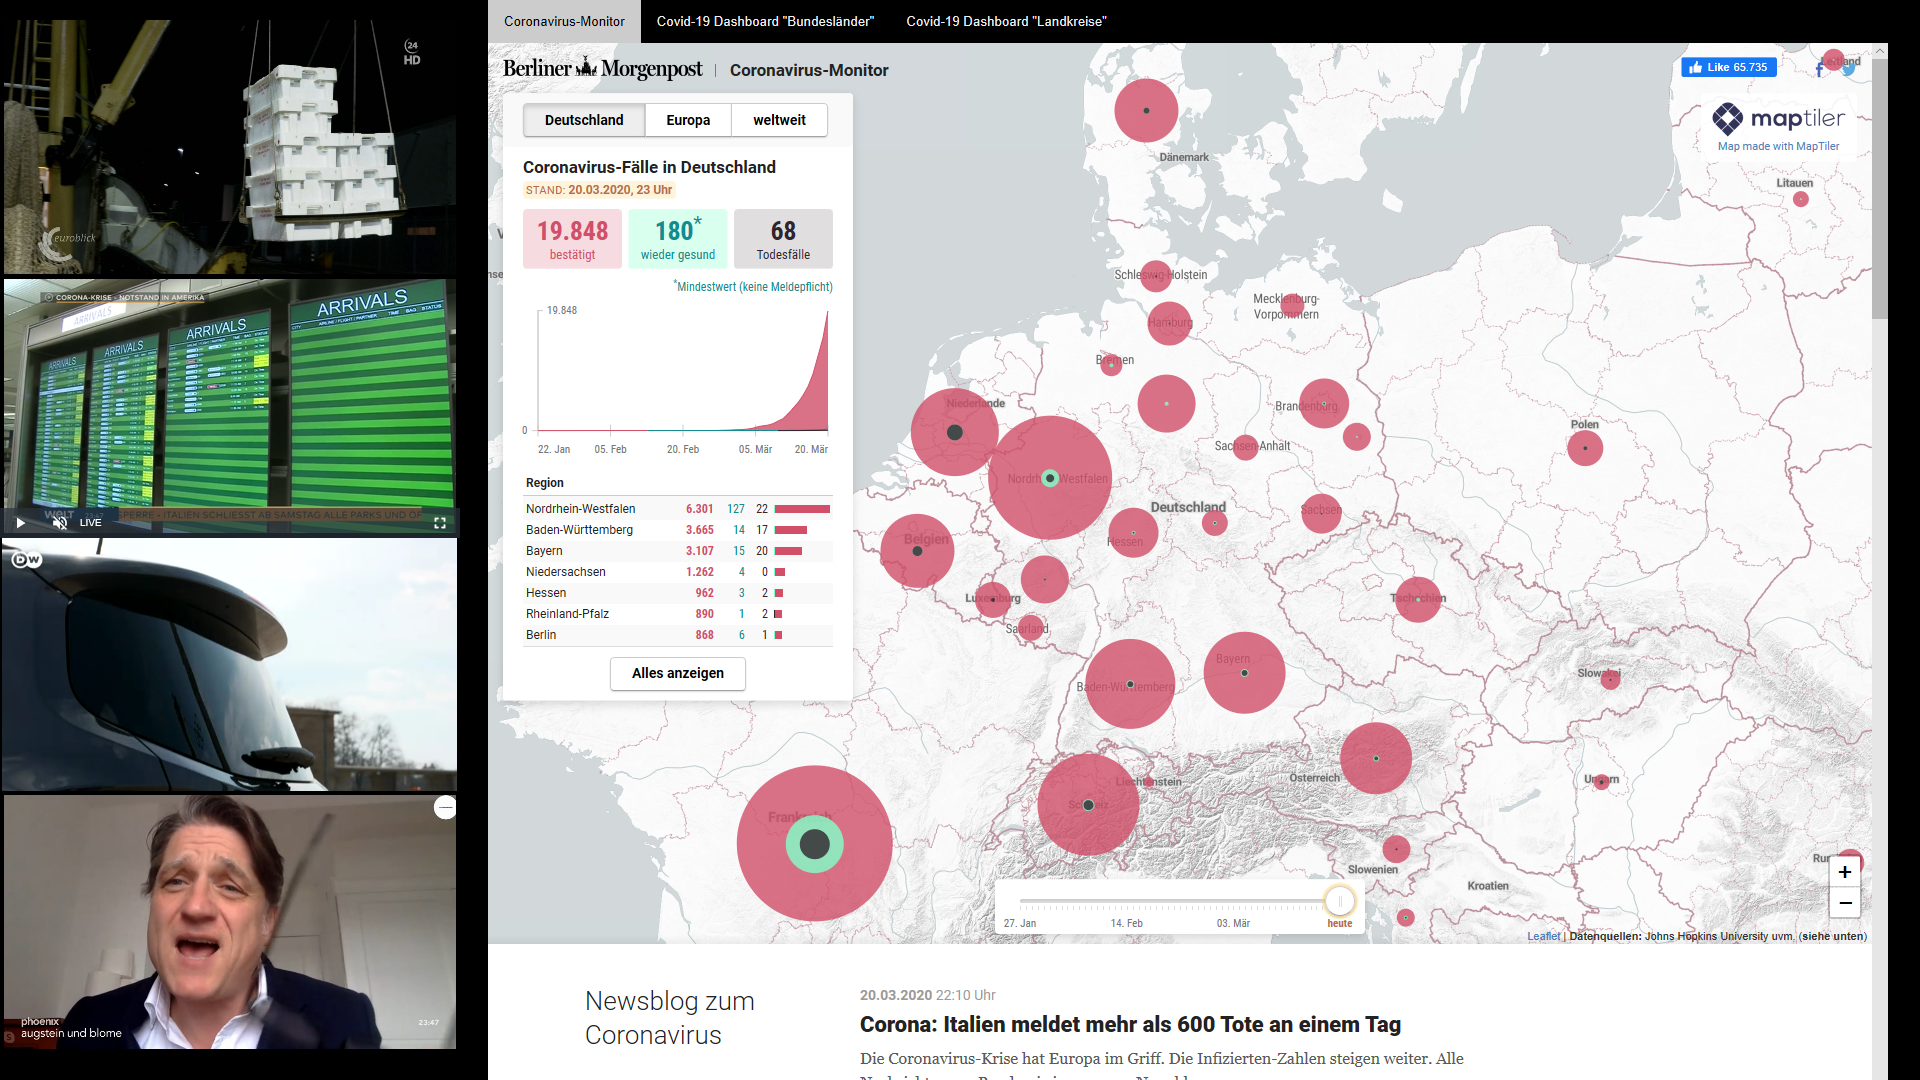 Coronavirus-Monitor
Covid-19 Dashboard "Bundesländer"
Covid-19 Dashboard "Landkreise"
24
HD
euroblick
CORONA-KRISE - NOTSTAND IN AMERIKA
ARRIVALS
ARRIVALS
ARRIVALS
ARRIVALS
ARRIVALS
welt
SPERRE - ITALIEN SCHLIESST AB SAMSTAG ALLE PARKS UND
LIVE
DW
phoenix
augstein und blome
23:47
Berliner Morgenpost | Coronavirus-Monitor
Deutschland
Europa
weltweit
Coronavirus-Fälle in Deutschland
STAND: 20.03.2020, 23 Uhr
19.848
bestätigt
180*
wieder gesund
68
Todesfälle
*Mindestwert (keine Meldepflicht)
19.848
0
22. Jan 05. Feb 20. Feb 05. Mär 20. Mär
Region
Nordrhein-Westfalen 6.301 127 22
Baden-Württemberg 3.665 14 17
Bayern 3.107 15 20
Niedersachsen 1.262 4 0
Hessen 962 3 2
Rheinland-Pfalz 890 1 2
Berlin 868 6 1
Alles anzeigen
Like 65.735
Lettland
maptiler
Map made with MapTiler
Dänemark
Litauen
Schleswig-Holstein
Mecklenburg-
Vorpommern
Hamburg
Bremen
Niederlande
Brandenburg
Polen
Sachsen-Anhalt
Nordrhein-Westfalen
Deutschland
Sachsen
Belgien
Hessen
Luxemburg
Tschechien
Saarland
Bayern
Slowakei
Baden-Württemberg
Liechtenstein
Österreich
Ungarn
Schweiz
Frankreich
Slowenien
Kroatien
Rum
+
−
27. Jan 14. Feb 03. Mär heute
Leaflet | Datenquellen: Johns Hopkins University uvm. (siehe unten)
Newsblog zum
Coronavirus
20.03.2020 22:10 Uhr
Corona: Italien meldet mehr als 600 Tote an einem Tag
Die Coronavirus-Krise hat Europa im Griff. Die Infizierten-Zahlen steigen weiter. Alle